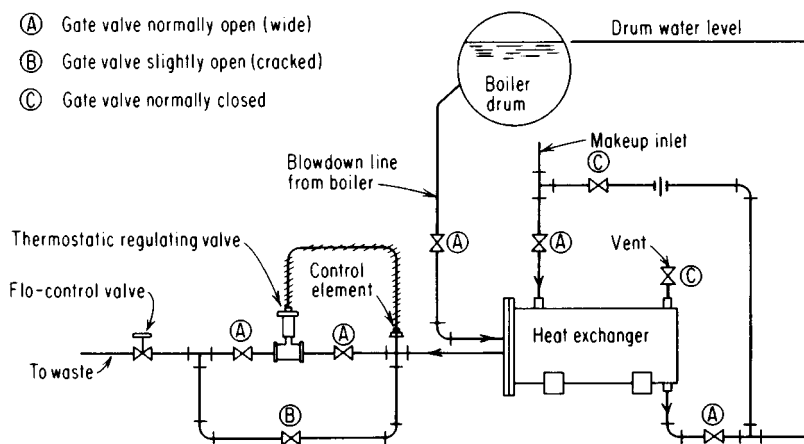 Ⓐ Gate valve normally open (wide)
Ⓑ Gate valve slightly open (cracked)
Ⓒ Gate valve normally closed
Drum water level
Boiler
drum
Makeup inlet
Ⓒ
Blowdown line
from boiler
Ⓐ
Ⓐ
Vent
Ⓒ
Thermostatic regulating valve
Control
element
Flo-control valve
Ⓐ
Ⓐ
Heat exchanger
To waste
Ⓑ
Ⓐ